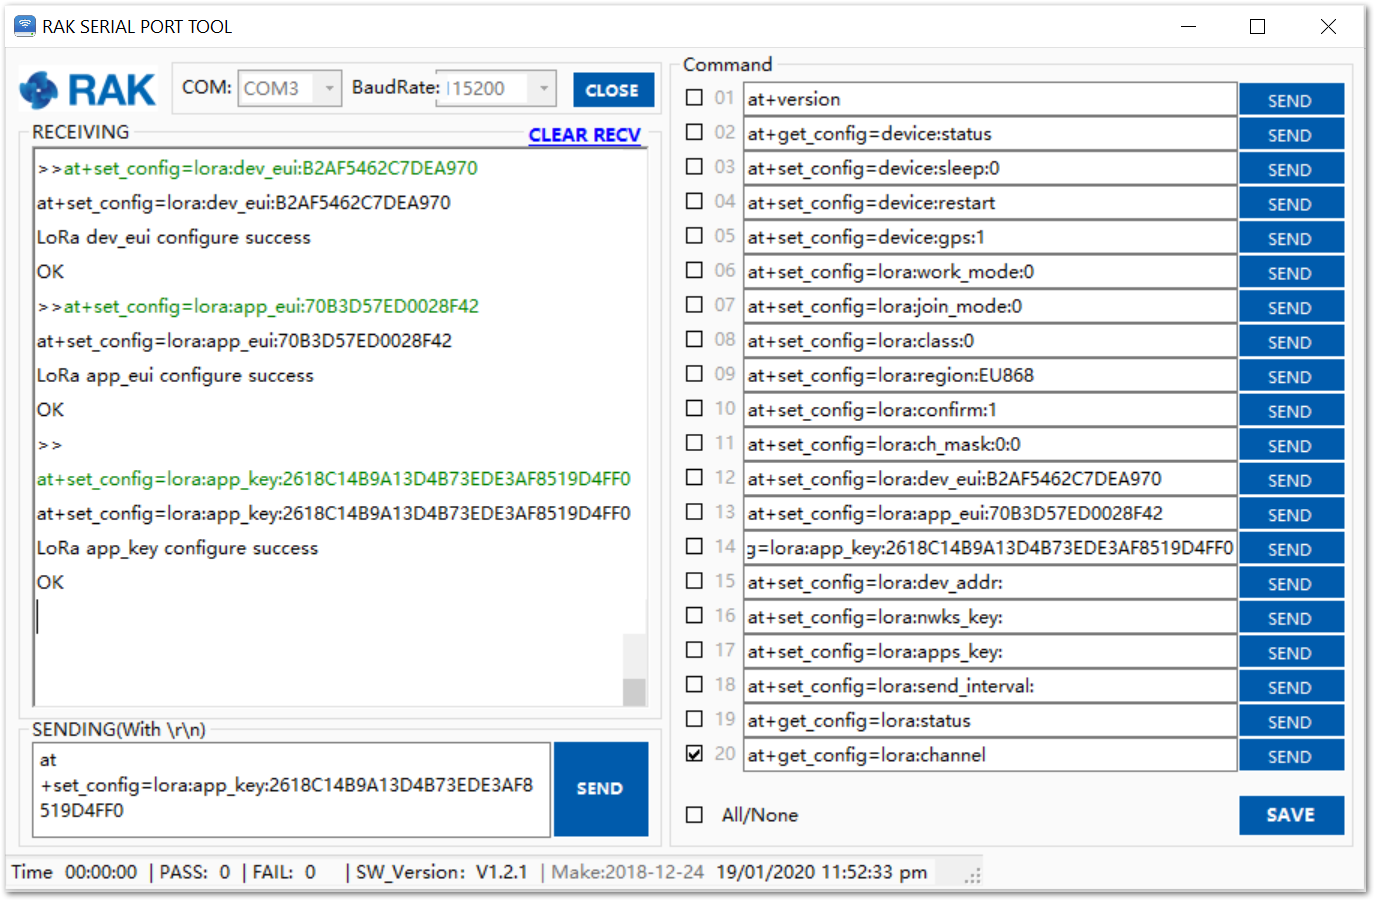 RAK SERIAL PORT TOOL
RAK
COM: COM3 BaudRate: 115200 CLOSE
RECEIVING
CLEAR RECV
>>at+set_config=lora:dev_eui:B2AF5462C7DEA970
at+set_config=lora:dev_eui:B2AF5462C7DEA970
LoRa dev_eui configure success
OK
>>at+set_config=lora:app_eui:70B3D57ED0028F42
at+set_config=lora:app_eui:70B3D57ED0028F42
LoRa app_eui configure success
OK
>>
at+set_config=lora:app_key:2618C14B9A13D4B73EDE3AF8519D4FF0
at+set_config=lora:app_key:2618C14B9A13D4B73EDE3AF8519D4FF0
LoRa app_key configure success
OK
SENDING(With \r\n)
at
+set_config=lora:app_key:2618C14B9A13D4B73EDE3AF8
519D4FF0
SEND
Command
01 at+version SEND
02 at+get_config=device:status SEND
03 at+set_config=device:sleep:0 SEND
04 at+set_config=device:restart SEND
05 at+set_config=device:gps:1 SEND
06 at+set_config=lora:work_mode:0 SEND
07 at+set_config=lora:join_mode:0 SEND
08 at+set_config=lora:class:0 SEND
09 at+set_config=lora:region:EU868 SEND
10 at+set_config=lora:confirm:1 SEND
11 at+set_config=lora:ch_mask:0:0 SEND
12 at+set_config=lora:dev_eui:B2AF5462C7DEA970 SEND
13 at+set_config=lora:app_eui:70B3D57ED0028F42 SEND
14 g=lora:app_key:2618C14B9A13D4B73EDE3AF8519D4FF0 SEND
15 at+set_config=lora:dev_addr: SEND
16 at+set_config=lora:nwks_key: SEND
17 at+set_config=lora:apps_key: SEND
18 at+set_config=lora:send_interval: SEND
19 at+get_config=lora:status SEND
20 at+get_config=lora:channel SEND
All/None SAVE
Time 00:00:00 | PASS: 0 | FAIL: 0 | SW_Version: V1.2.1 | Make:2018-12-24 19/01/2020 11:52:33 pm